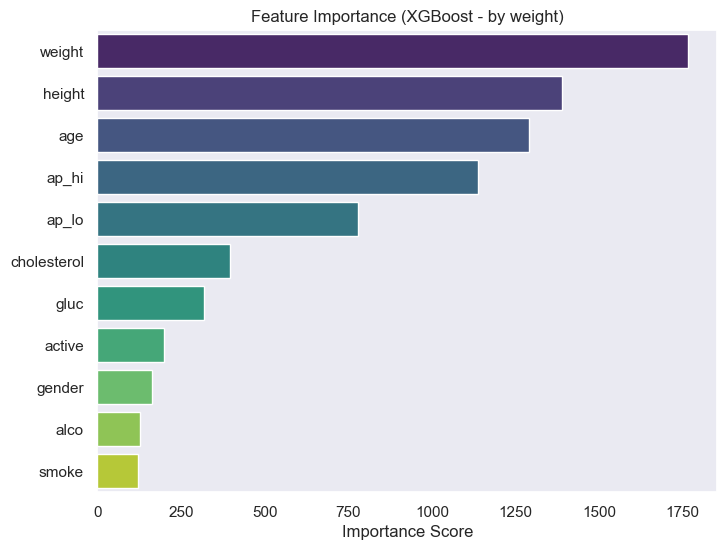 Feature Importance (XGBoost - by weight)
weight
height
age
ap_hi
ap_lo
cholesterol
gluc
active
gender
alco
smoke
0 250 500 750 1000 1250 1500 1750
Importance Score